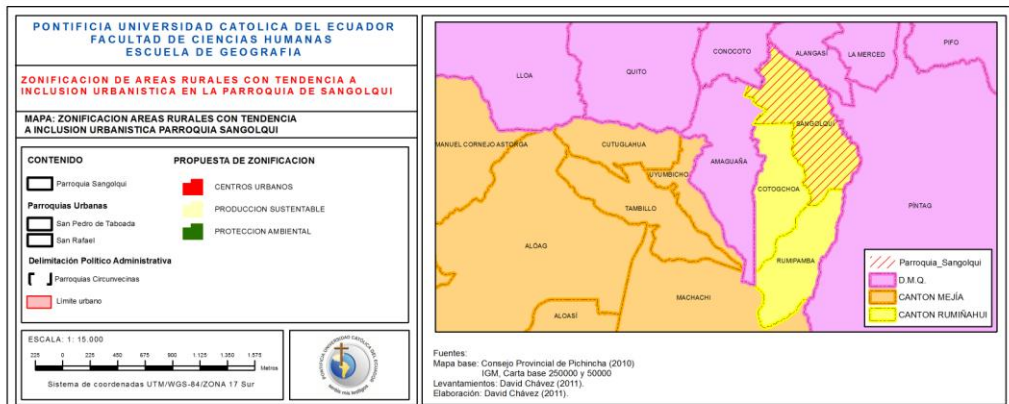 PONTIFICIA UNIVERSIDAD CATOLICA DEL ECUADOR
FACULTAD DE CIENCIAS HUMANAS
ESCUELA DE GEOGRAFIA
ZONIFICACION DE AREAS RURALES CON TENDENCIA A
INCLUSION URBANISTICA EN LA PARROQUIA DE SANGOLQUI
MAPA: ZONIFICACION AREAS RURALES CON TENDENCIA
A INCLUSION URBANISTICA PARROQUIA SANGOLQUI
CONTENIDO
Parroquia Sangolqui
Parroquias Urbanas
San Pedro de Taboada
San Rafael
Delimitación Político Administrativa
Parroquias Circunvecinas
Límite urbano
PROPUESTA DE ZONIFICACION
CENTROS URBANOS
PRODUCCION SUSTENTABLE
PROTECCION AMBIENTAL
ESCALA: 1: 15.000
225 0 225 450 675 900 1.125 1.350 1.575
Metros
Sistema de coordenadas UTM/WGS-84/ZONA 17 Sur
PONTIFICIA UNIVERSIDAD CATOLICA DEL ECUADOR
CONOCOTO
ALANGASÍ
LA MERCED
PIFO
LLOA
QUITO
SANGOLQUÍ
MANUEL CORNEJO ASTORGA
CUTUGLAHUA
UYUMBICHO
AMAGUAÑA
COTOGCHOA
TAMBILLO
PÍNTAG
ALÓAG
RUMIPAMBA
MACHACHI
ALOASÍ
Parroquia_Sangolqui
D.M.Q.
CANTON MEJÍA
CANTON RUMIÑAHUI
Fuentes:
Mapa base: Consejo Provincial de Pichincha (2010)
IGM, Carta base 250000 y 50000
Levantamientos: David Chávez (2011).
Elaboración: David Chávez (2011).